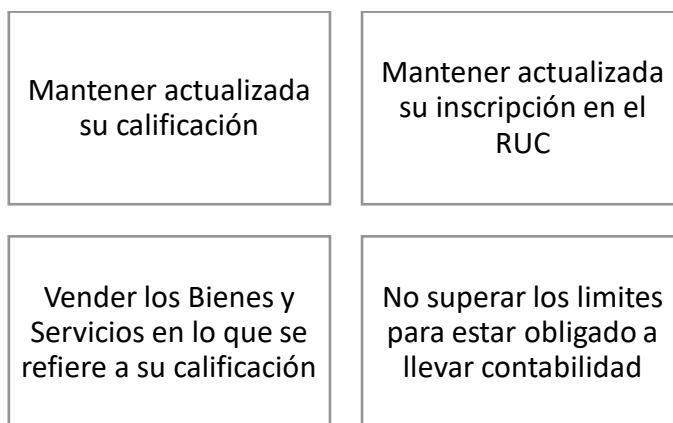 Mantener actualizada
su calificación
Mantener actualizada
su inscripción en el
RUC
Vender los Bienes y
Servicios en lo que se
refiere a su calificación
No superar los limites
para estar obligado a
llevar contabilidad